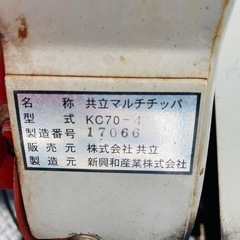 名称 共立マルチチッパ
型式 KC70-4
製造番号 17066
販売元 株式会社 共立
製造元 新興和産業株式会社